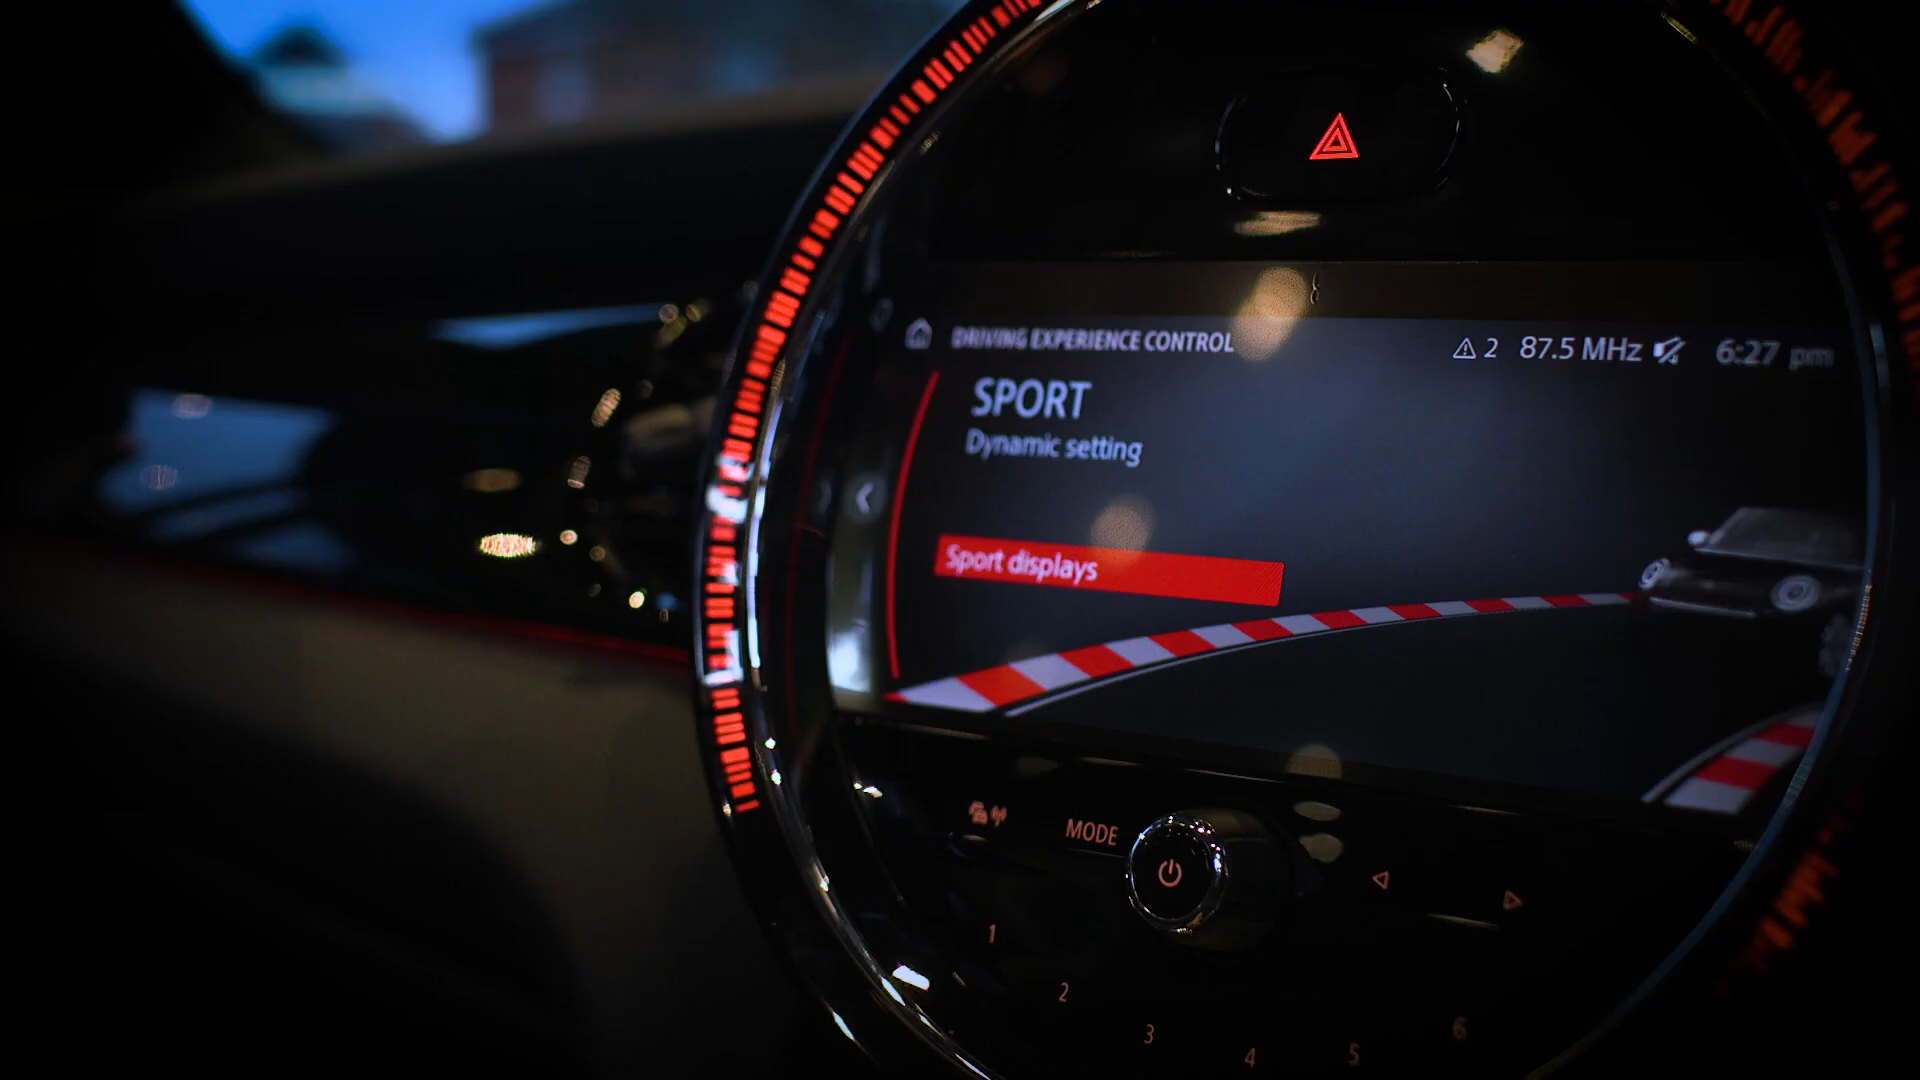 DRIVING EXPERIENCE CONTROL
2 87.5 MHz 6:27 pm
SPORT
Dynamic setting
Sport displays
MODE
1
2
3
4
5
6